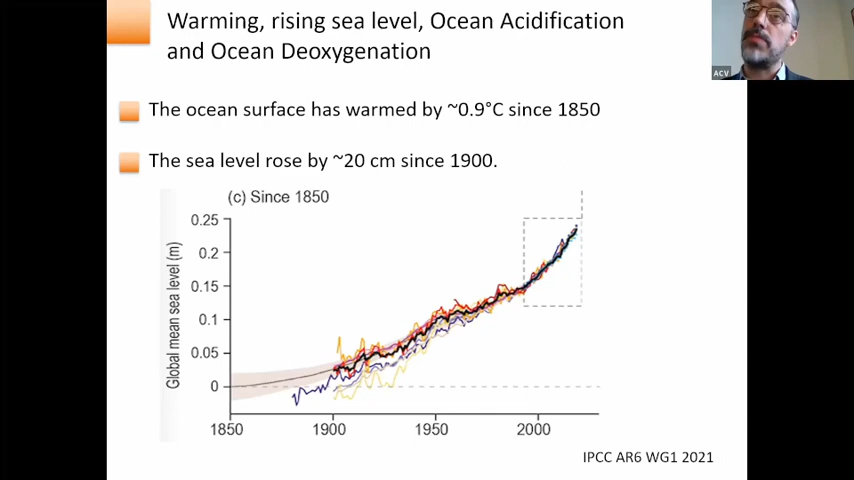 Warming, rising sea level, Ocean Acidification
and Ocean Deoxygenation
ACV
The ocean surface has warmed by ~0.9°C since 1850
The sea level rose by ~20 cm since 1900.
(c) Since 1850
Global mean sea level (m)
0.25
0.2
0.15
0.1
0.05
0
1850
1900
1950
2000
IPCC AR6 WG1 2021